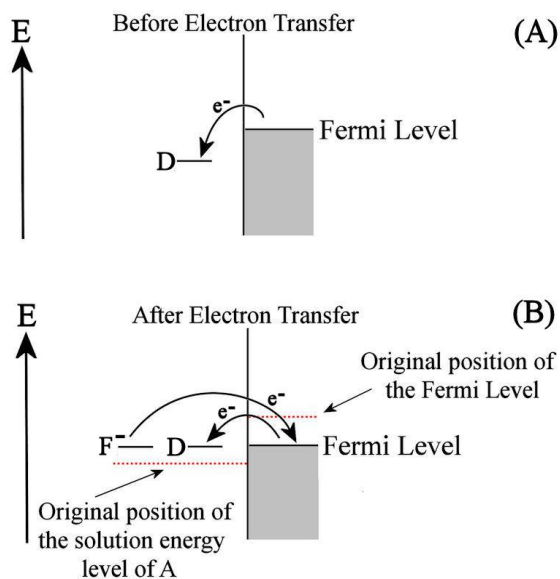 Before Electron Transfer
(A)
E
e-
Fermi Level
D
After Electron Transfer
(B)
E
Original position of
the Fermi Level
e-
e-
F-
D
Fermi Level
Original position of
the solution energy
level of A